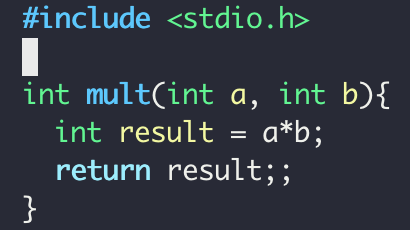 #include <stdio.h>
int mult(int a, int b){
  int result = a*b;
  return result;;
}